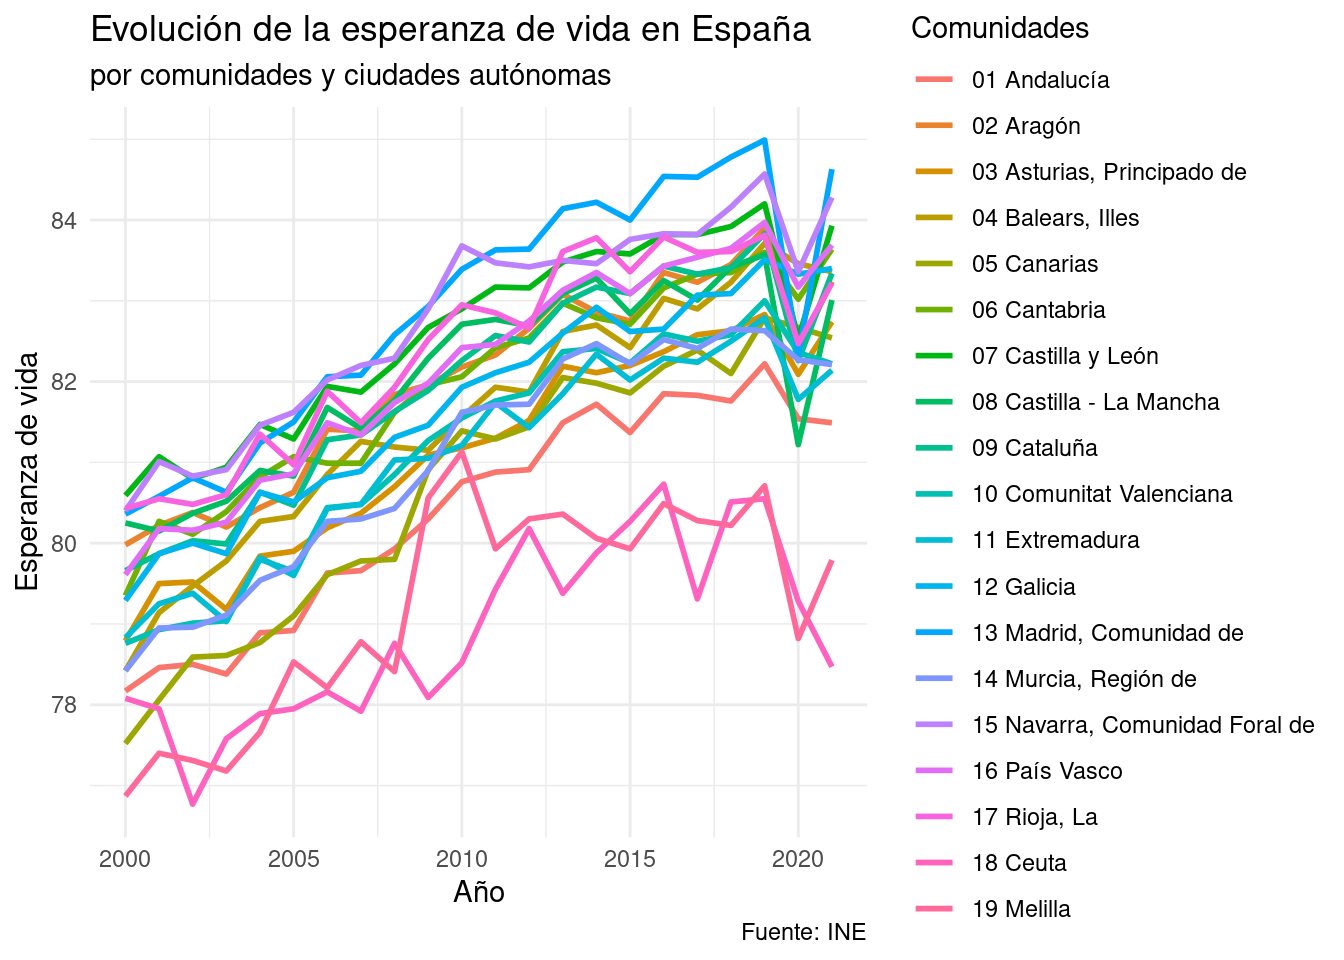 Evolución de la esperanza de vida en España
por comunidades y ciudades autónomas
Esperanza de vida
84
82
80
78
2000
2005
2010
2015
2020
Año
Fuente: INE
Comunidades
01 Andalucía
02 Aragón
03 Asturias, Principado de
04 Balears, Illes
05 Canarias
06 Cantabria
07 Castilla y León
08 Castilla - La Mancha
09 Cataluña
10 Comunitat Valenciana
11 Extremadura
12 Galicia
13 Madrid, Comunidad de
14 Murcia, Región de
15 Navarra, Comunidad Foral de
16 País Vasco
17 Rioja, La
18 Ceuta
19 Melilla